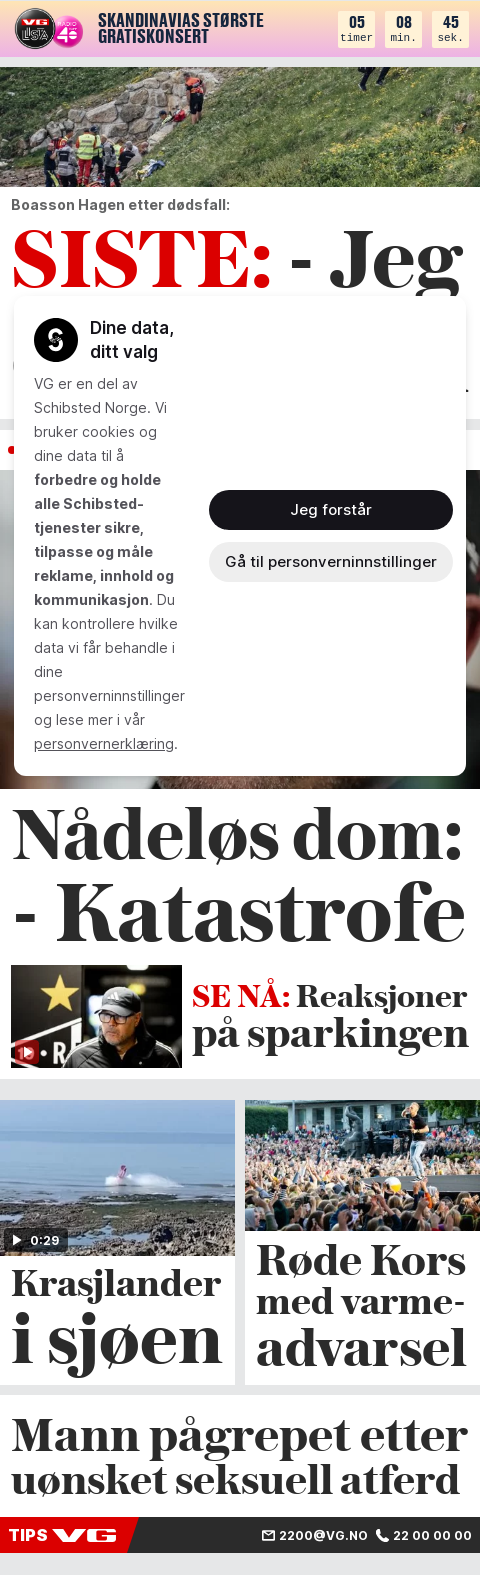 VG
LISTA
RADIO
SKANDINAVIAS STØRSTE
GRATISKONSERT
05 08 45
timer min. sek.
Boasson Hagen etter dødsfall:
SISTE: - Jeg
Dine data,
ditt valg
VG er en del av
Schibsted Norge. Vi
bruker cookies og
dine data til å
forbedre og holde
alle Schibsted-
tjenester sikre,
tilpasse og måle
reklame, innhold og
kommunikasjon. Du
kan kontrollere hvilke
data vi får behandle i
dine
personverninnstillinger
og lese mer i vår
personvernerklæring.
Jeg forstår
Gå til personverninnstillinger
Nådeløs dom:
- Katastrofe
SE NÅ: Reaksjoner
på sparkingen
0:29
Krasjlander
i sjøen
Røde Kors
med varme-
advarsel
Mann pågrepet etter
uønsket seksuell atferd
TIPS VG 2200@VG.NO 22 00 00 00